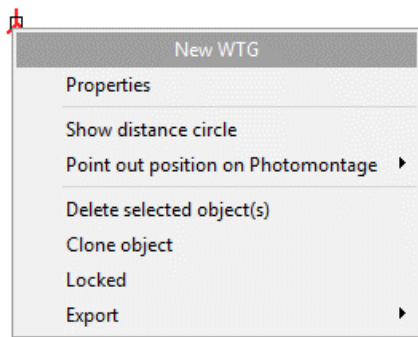 New WTG
Properties
Show distance circle
Point out position on Photomontage
Delete selected object(s)
Clone object
Locked
Export